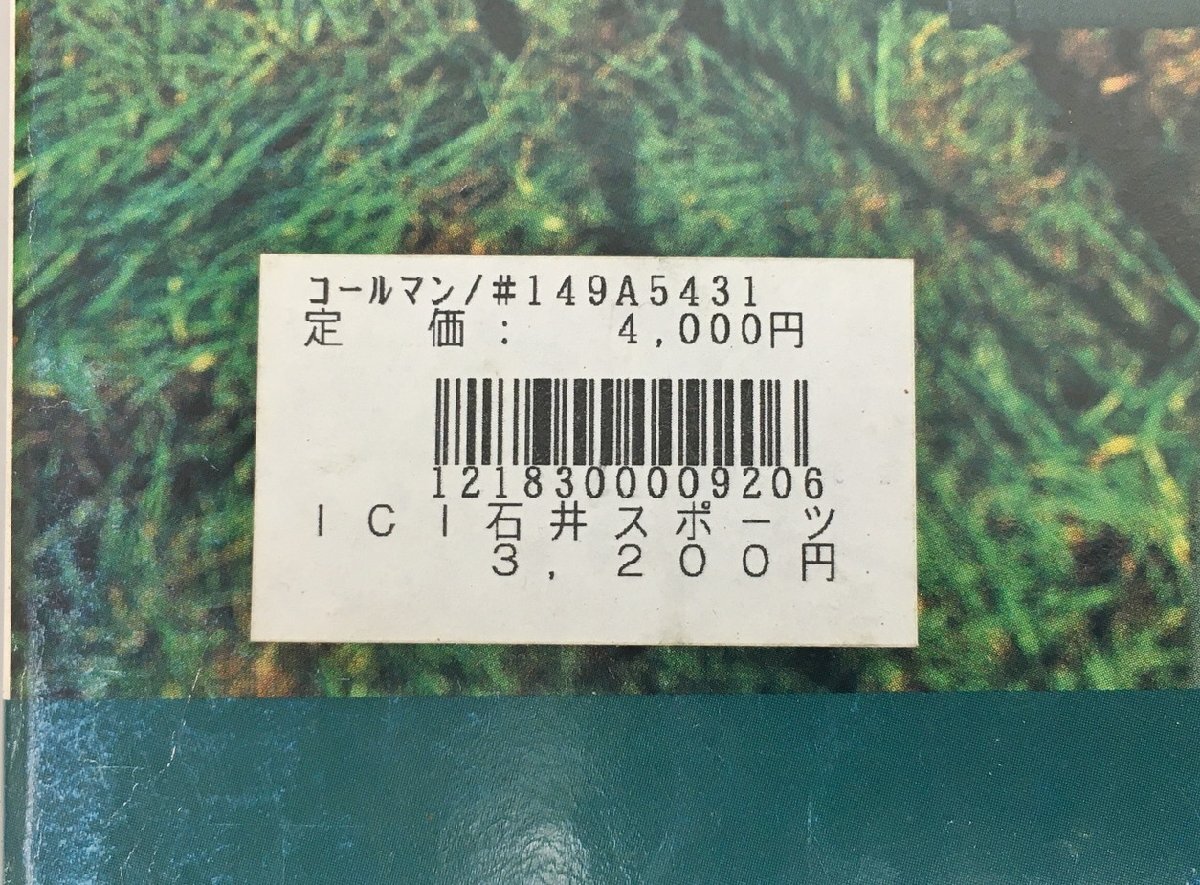 コールマン/#149A5431
定　価:　4,000円
1218300009206
ICI石井スポーツ
3,200円